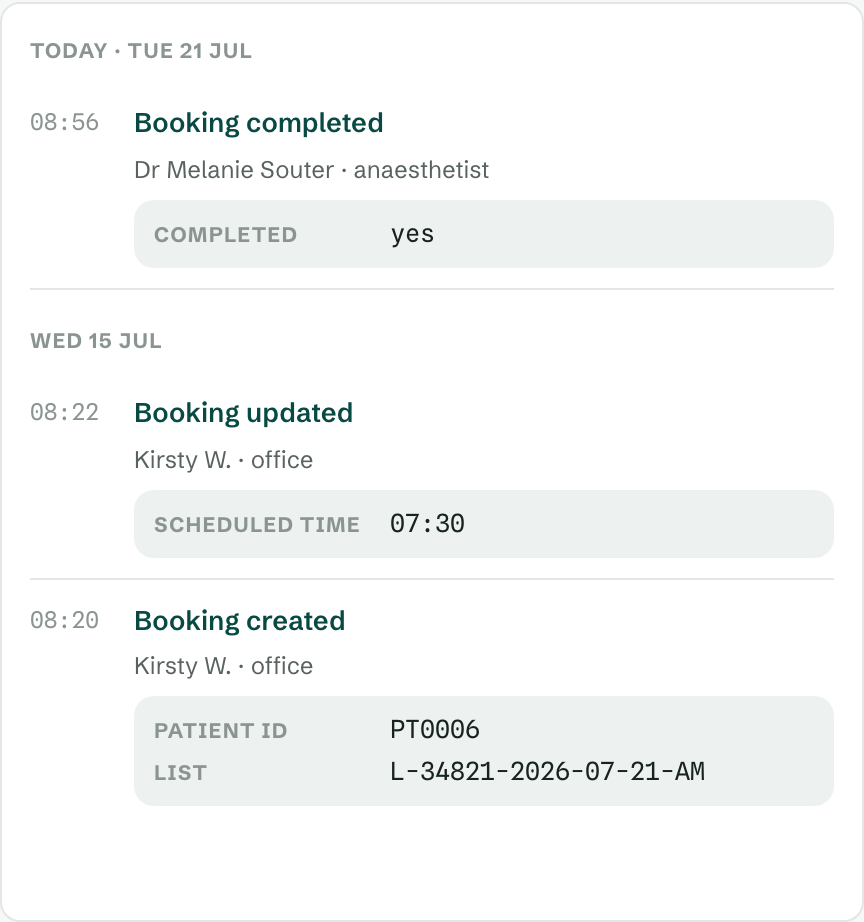 TODAY · TUE 21 JUL
08:56 Booking completed
Dr Melanie Souter · anaesthetist
COMPLETED yes
WED 15 JUL
08:22 Booking updated
Kirsty W. · office
SCHEDULED TIME 07:30
08:20 Booking created
Kirsty W. · office
PATIENT ID PT0006
LIST L-34821-2026-07-21-AM